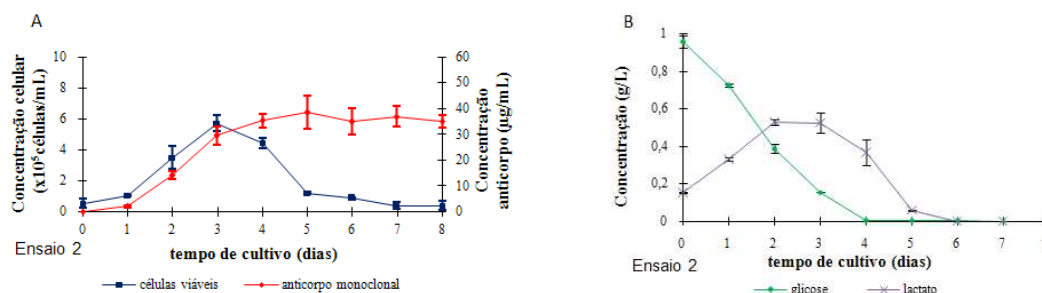 A
Concentração celular
(x10⁵ células/mL)
10
8
6
4
2
0
60
50
40
30
20
10
0
Concentração
anticorpo (µg/mL)
0 1 2 3 4 5 6 7 8
Ensaio 2
tempo de cultivo (dias)
células viáveis
anticorpo monoclonal
B
Concentração (g/L)
1
0,8
0,6
0,4
0,2
0
0 1 2 3 4 5 6 7
Ensaio 2
tempo de cultivo (dias)
glicose
lactato